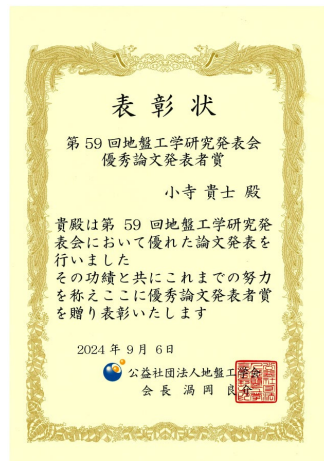 表彰状
第 59 回地盤工学研究発表会
優秀論文発表者賞
小寺 貴士 殿
貴殿は第 59 回地盤工学研究発
表会において優れた論文発表を
行いました
その功績と共にこれまでの努力
を称えここに優秀論文発表者賞
を贈り表彰いたします
2024 年 9 月 6日
公益社団法人地盤工学会
会 長 渦 岡 良 介